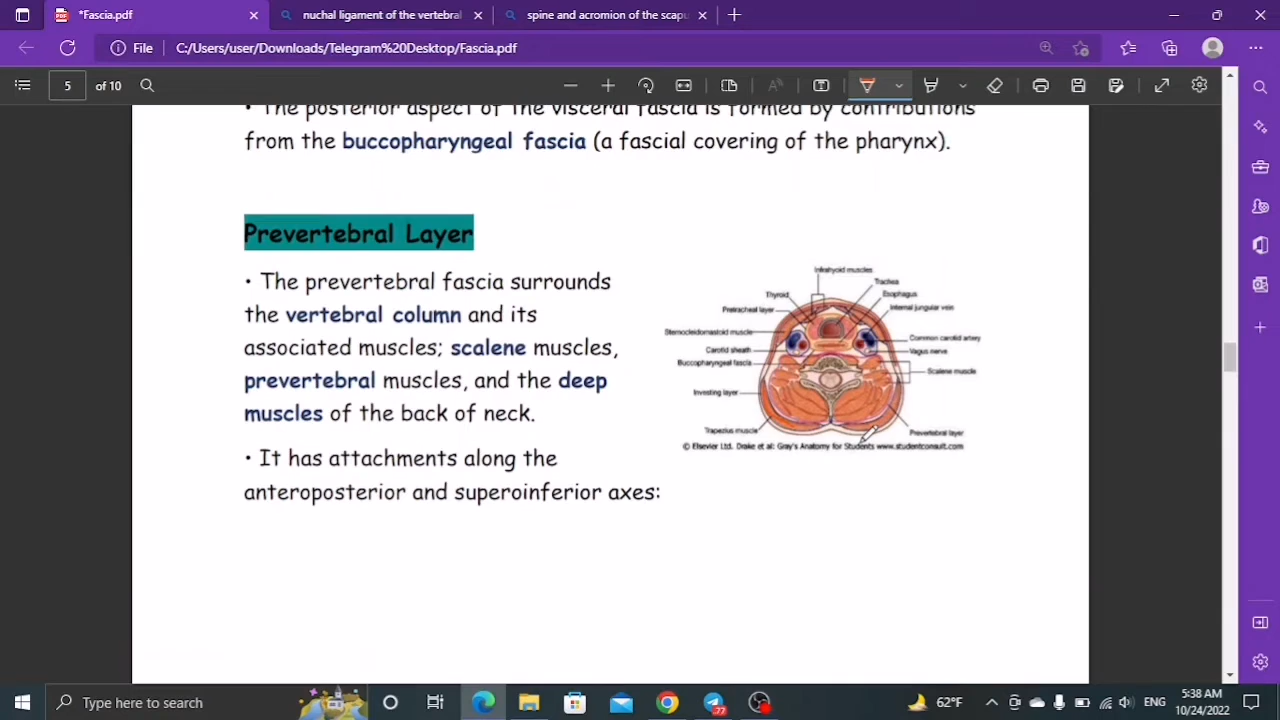 *Fascia.pdf
nuchal ligament of the vertebral
spine and acromion of the scapu
File
C:/Users/user/Downloads/Telegram%20Desktop/Fascia.pdf
5 of 10
• The posterior aspect of the visceral fascia is formed by contributions
from the buccopharyngeal fascia (a fascial covering of the pharynx).
Prevertebral Layer
• The prevertebral fascia surrounds
the vertebral column and its
associated muscles; scalene muscles,
prevertebral muscles, and the deep
muscles of the back of neck.
• It has attachments along the
anteroposterior and superoinferior axes:
Infrahyoid muscles
Trachea
Thyroid
Esophagus
Pretracheal layer
Internal jungular vein
Sternocleidomastoid muscle
Common carotid artery
Carotid sheath
Vagus nerve
Buccopharyngeal fascia
Scalene muscle
Investing layer
Trapezius muscle
Prevertebral layer
© Elsevier Ltd. Drake et al: Gray's Anatomy for Students www.studentconsult.com
Type here to search
77
62°F
ENG
5:38 AM
10/24/2022